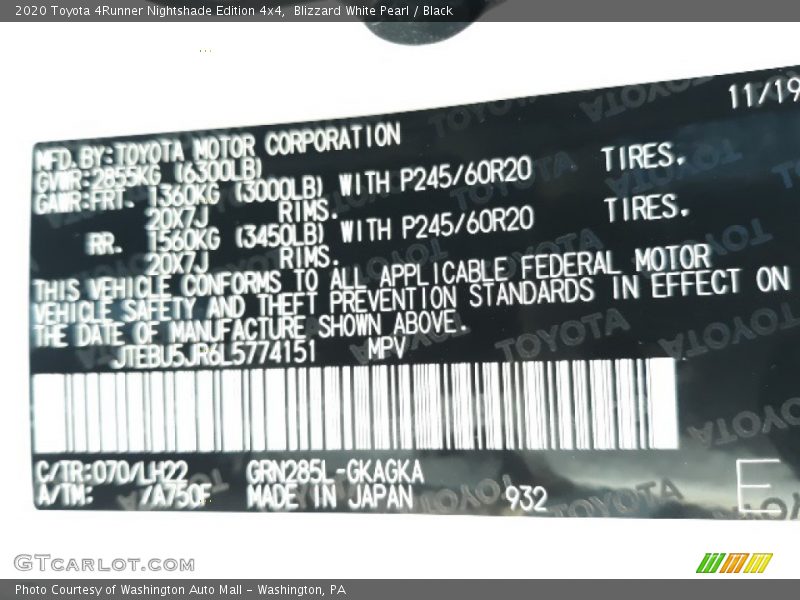 2020 Toyota 4Runner Nightshade Edition 4x4,  Blizzard White Pearl / Black
11/19
MFD.BY:TOYOTA MOTOR CORPORATION
GVWR:2855KG (6300LB)
GAWR:FRT. 1360KG (3000LB) WITH P245/60R20 TIRES,
20X7J RIMS.
RR. 1560KG (3450LB) WITH P245/60R20 TIRES.
20X7J RIMS.
THIS VEHICLE CONFORMS TO ALL APPLICABLE FEDERAL MOTOR
VEHICLE SAFETY AND THEFT PREVENTION STANDARDS IN EFFECT ON
THE DATE OF MANUFACTURE SHOWN ABOVE.
JTEBU5JR6L5774151 MPV
C/TR:070/LH22 GRN285L-GKAGKA
A/TM: /A750F MADE IN JAPAN 932 E
GTCARLOT.COM
Photo Courtesy of Washington Auto Mall - Washington, PA